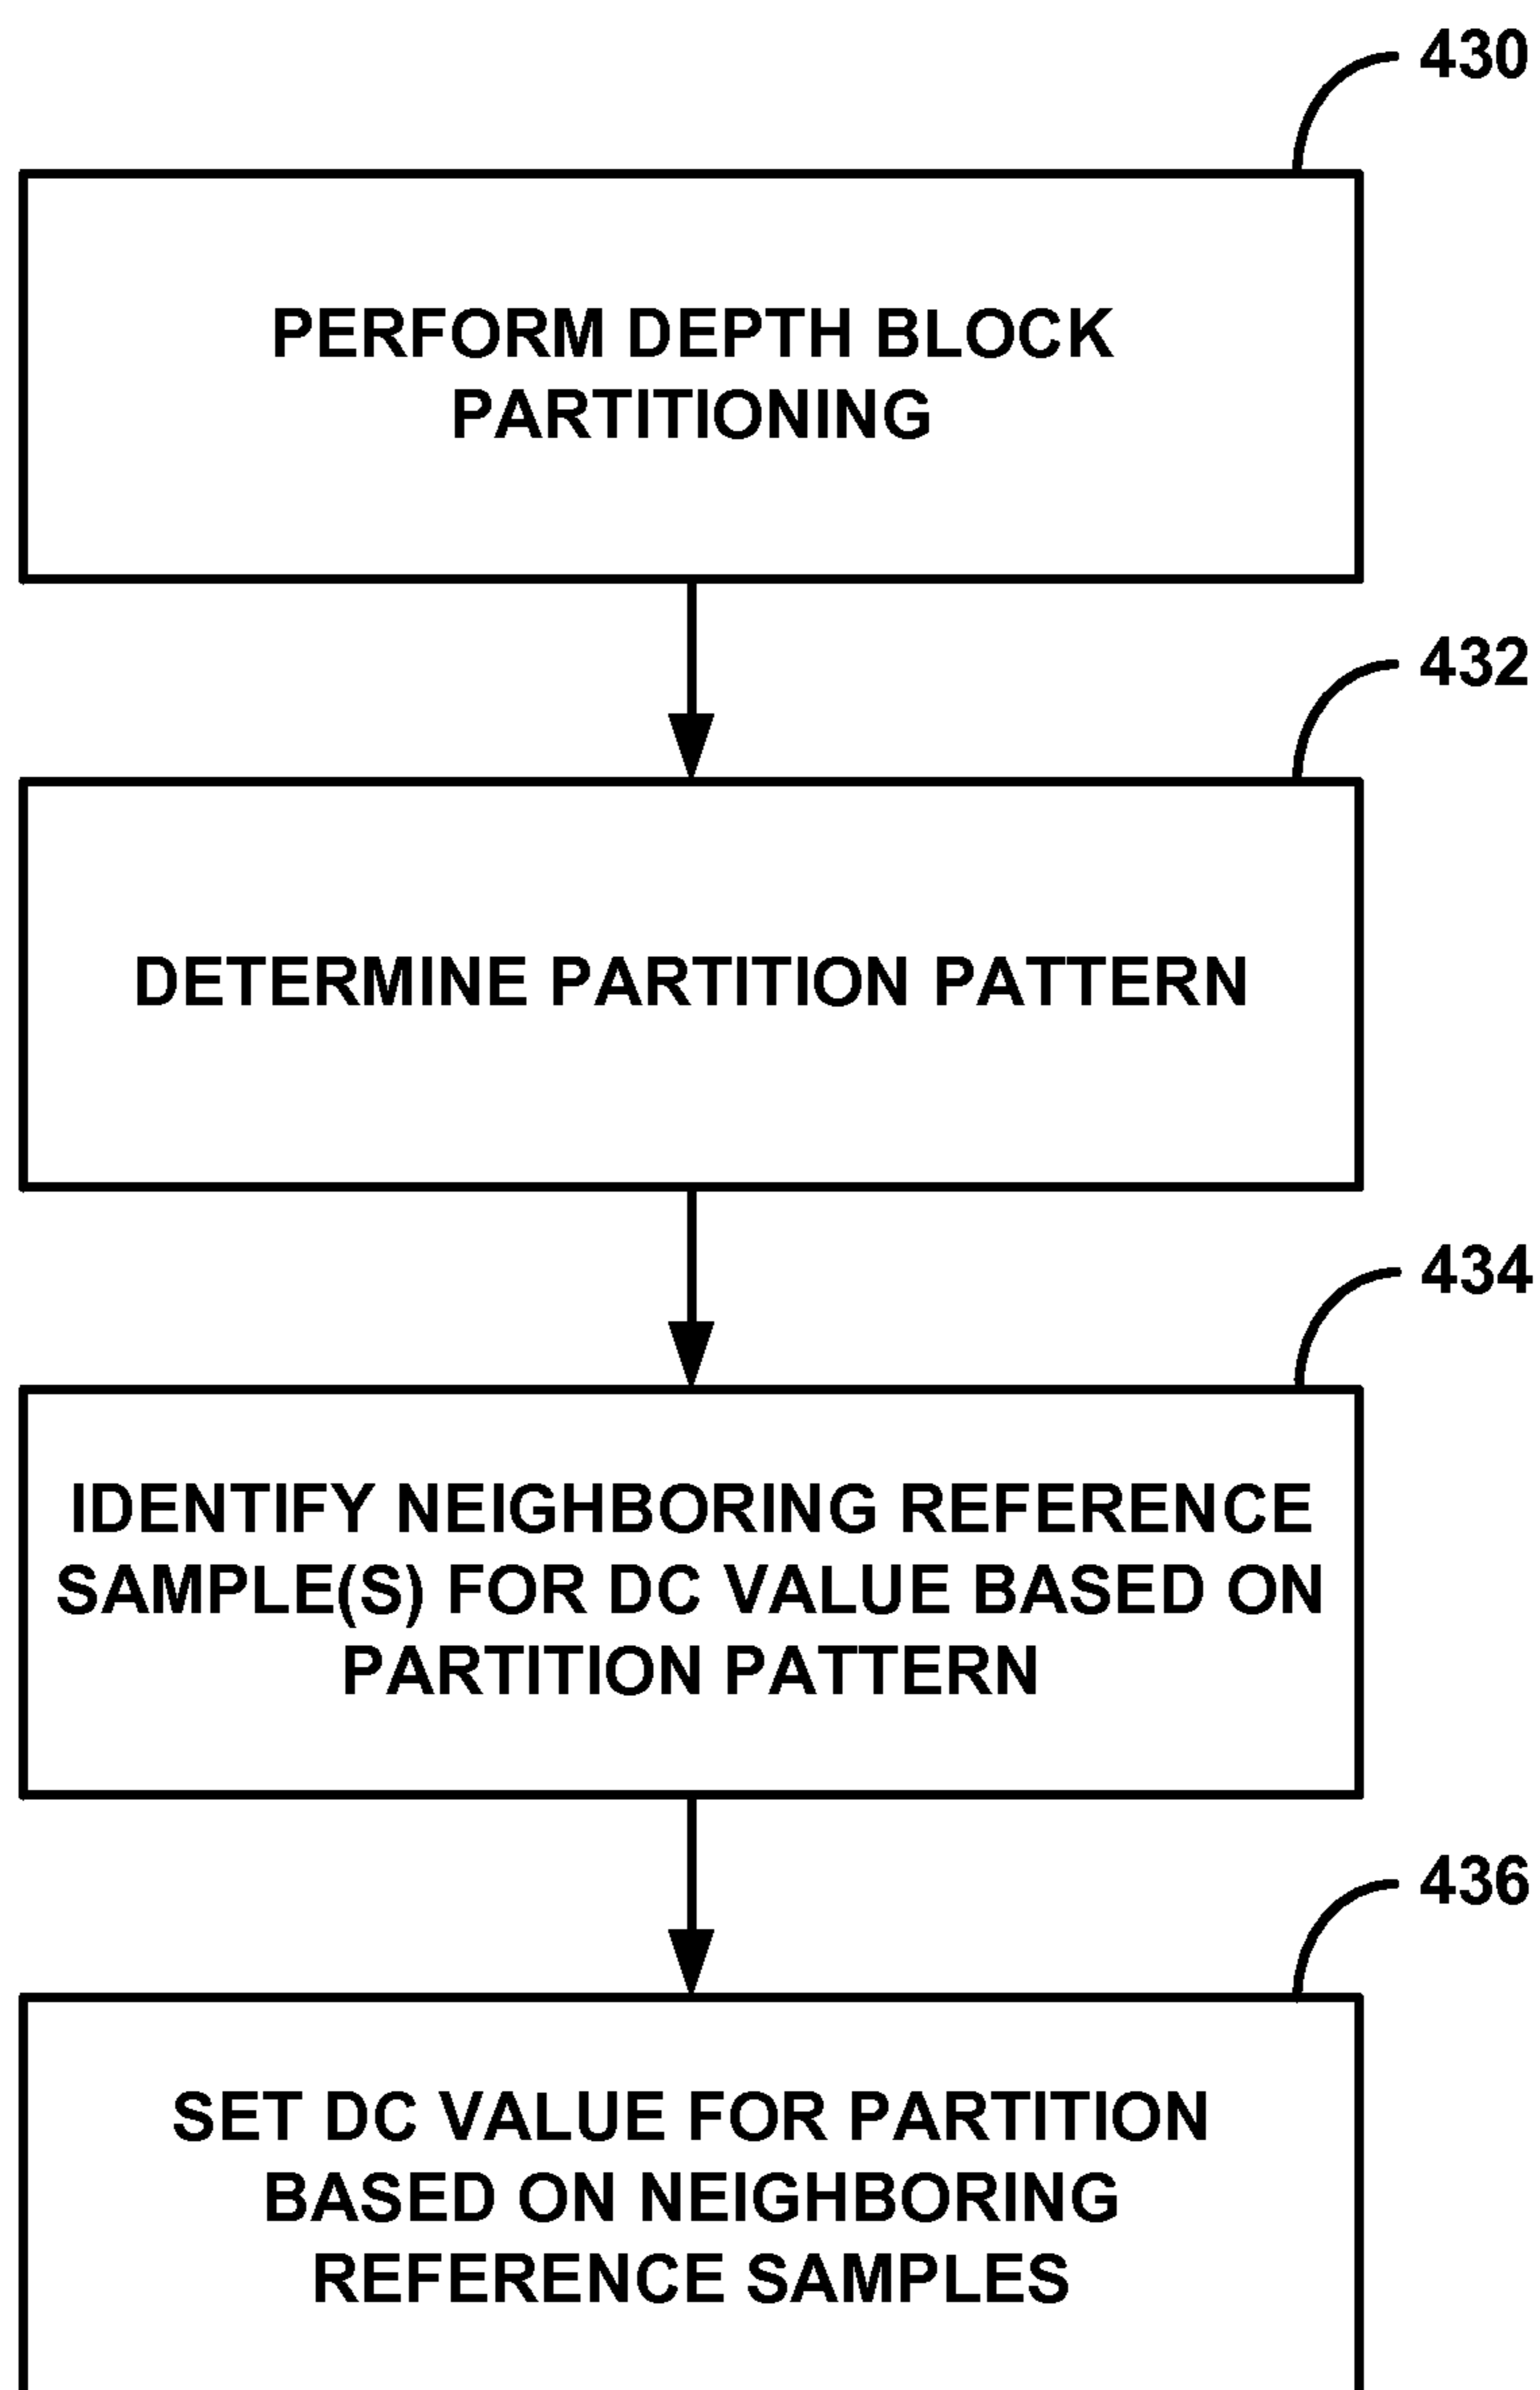 430
PERFORM DEPTH BLOCK
PARTITIONING
432
DETERMINE PARTITION PATTERN
434
IDENTIFY NEIGHBORING REFERENCE
SAMPLE(S) FOR DC VALUE BASED ON
PARTITION PATTERN
436
SET DC VALUE FOR PARTITION
BASED ON NEIGHBORING
REFERENCE SAMPLES